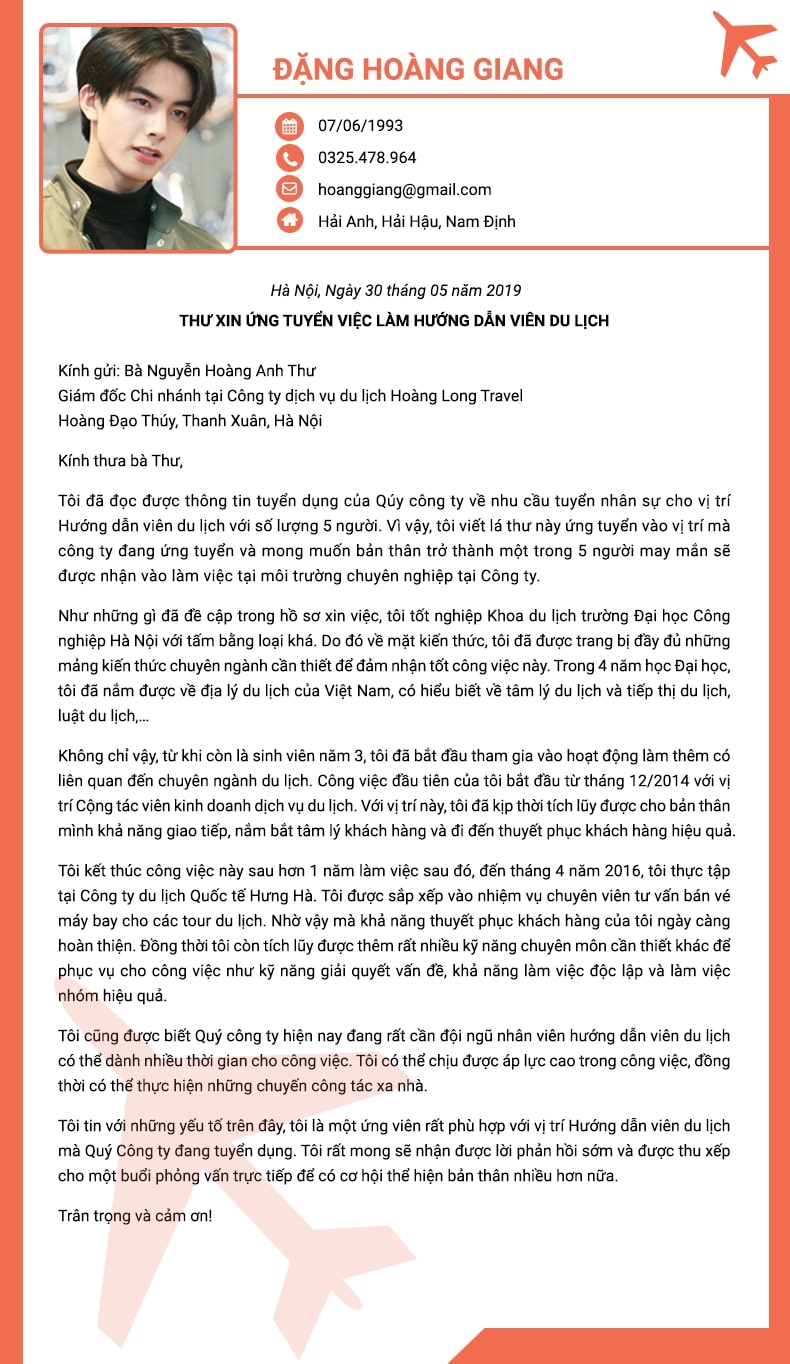 ĐẶNG HOÀNG GIANG
07/06/1993
0325.478.964
hoanggiang@gmail.com
Hải Anh, Hải Hậu, Nam Định
Hà Nội, Ngày 30 tháng 05 năm 2019
THƯ XIN ỨNG TUYỂN VIỆC LÀM HƯỚNG DẪN VIÊN DU LỊCH
Kính gửi: Bà Nguyễn Hoàng Anh Thư
Giám đốc Chi nhánh tại Công ty dịch vụ du lịch Hoàng Long Travel
Hoàng Đạo Thúy, Thanh Xuân, Hà Nội
Kính thưa bà Thư,
Tôi đã đọc được thông tin tuyển dụng của Qúy công ty về nhu cầu tuyển nhân sự cho vị trí
Hướng dẫn viên du lịch với số lượng 5 người. Vì vậy, tôi viết lá thư này ứng tuyển vào vị trí mà
công ty đang ứng tuyển và mong muốn bản thân trở thành một trong 5 người may mắn sẽ
được nhận vào làm việc tại môi trường chuyên nghiệp tại Công ty.
Như những gì đã đề cập trong hồ sơ xin việc, tôi tốt nghiệp Khoa du lịch trường Đại học Công
nghiệp Hà Nội với tấm bằng loại khá. Do đó về mặt kiến thức, tôi đã được trang bị đầy đủ những
mảng kiến thức chuyên ngành cần thiết để đảm nhận tốt công việc này. Trong 4 năm học Đại học,
tôi đã nắm được về địa lý du lịch của Việt Nam, có hiểu biết về tâm lý du lịch và tiếp thị du lịch,
luật du lịch,...
Không chỉ vậy, từ khi còn là sinh viên năm 3, tôi đã bắt đầu tham gia vào hoạt động làm thêm có
liên quan đến chuyên ngành du lịch. Công việc đầu tiên của tôi bắt đầu từ tháng 12/2014 với vị
trí Cộng tác viên kinh doanh dịch vụ du lịch. Với vị trí này, tôi đã kịp thời tích lũy được cho bản thân
mình khả năng giao tiếp, nắm bắt tâm lý khách hàng và đi đến thuyết phục khách hàng hiệu quả.
Tôi kết thúc công việc này sau hơn 1 năm làm việc sau đó, đến tháng 4 năm 2016, tôi thực tập
tại Công ty du lịch Quốc tế Hưng Hà. Tôi được sắp xếp vào nhiệm vụ chuyên viên tư vấn bán vé
máy bay cho các tour du lịch. Nhờ vậy mà khả năng thuyết phục khách hàng của tôi ngày càng
hoàn thiện. Đồng thời tôi còn tích lũy được thêm rất nhiều kỹ năng chuyên môn cần thiết khác để
phục vụ cho công việc như kỹ năng giải quyết vấn đề, khả năng làm việc độc lập và làm việc
nhóm hiệu quả.
Tôi cũng được biết Quý công ty hiện nay đang rất cần đội ngũ nhân viên hướng dẫn viên du lịch
có thể dành nhiều thời gian cho công việc. Tôi có thể chịu được áp lực cao trong công việc, đồng
thời có thể thực hiện những chuyến công tác xa nhà.
Tôi tin với những yếu tố trên đây, tôi là một ứng viên rất phù hợp với vị trí Hướng dẫn viên du lịch
mà Quý Công ty đang tuyển dụng. Tôi rất mong sẽ nhận được lời phản hồi sớm và được thu xếp
cho một buổi phỏng vấn trực tiếp để có cơ hội thể hiện bản thân nhiều hơn nữa.
Trân trọng và cảm ơn!